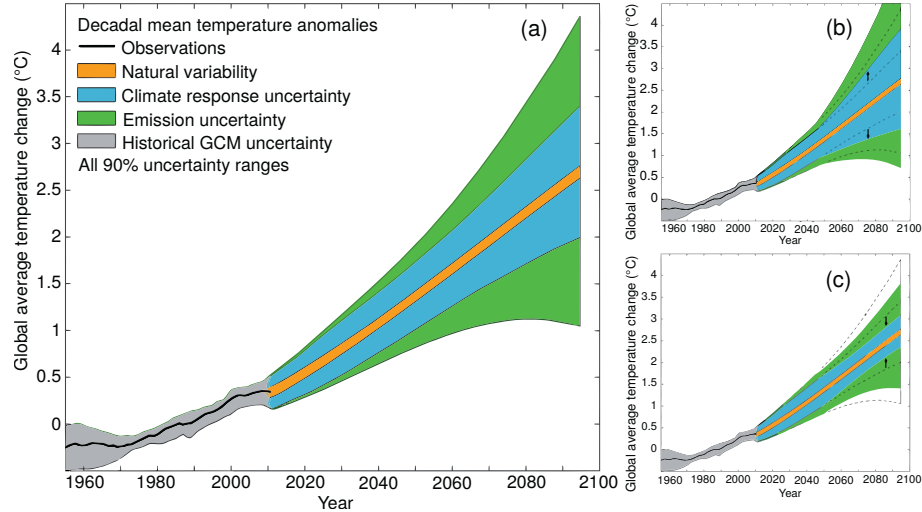 (a)
Decadal mean temperature anomalies
Observations
Natural variability
Climate response uncertainty
Emission uncertainty
Historical GCM uncertainty
All 90% uncertainty ranges
Global average temperature change (°C)
4
3.5
3
2.5
2
1.5
1
0.5
0
1960 1980 2000 2020 2040 2060 2080 2100
Year
(b)
Global average temperature change (°C)
4.5
4
3.5
3
2.5
2
1.5
1
0.5
0
1960 1980 2000 2020 2040 2060 2080 2100
Year
(c)
Global average temperature change (°C)
4.5
4
3.5
3
2.5
2
1.5
1
0.5
0
1960 1980 2000 2020 2040 2060 2080 2100
Year